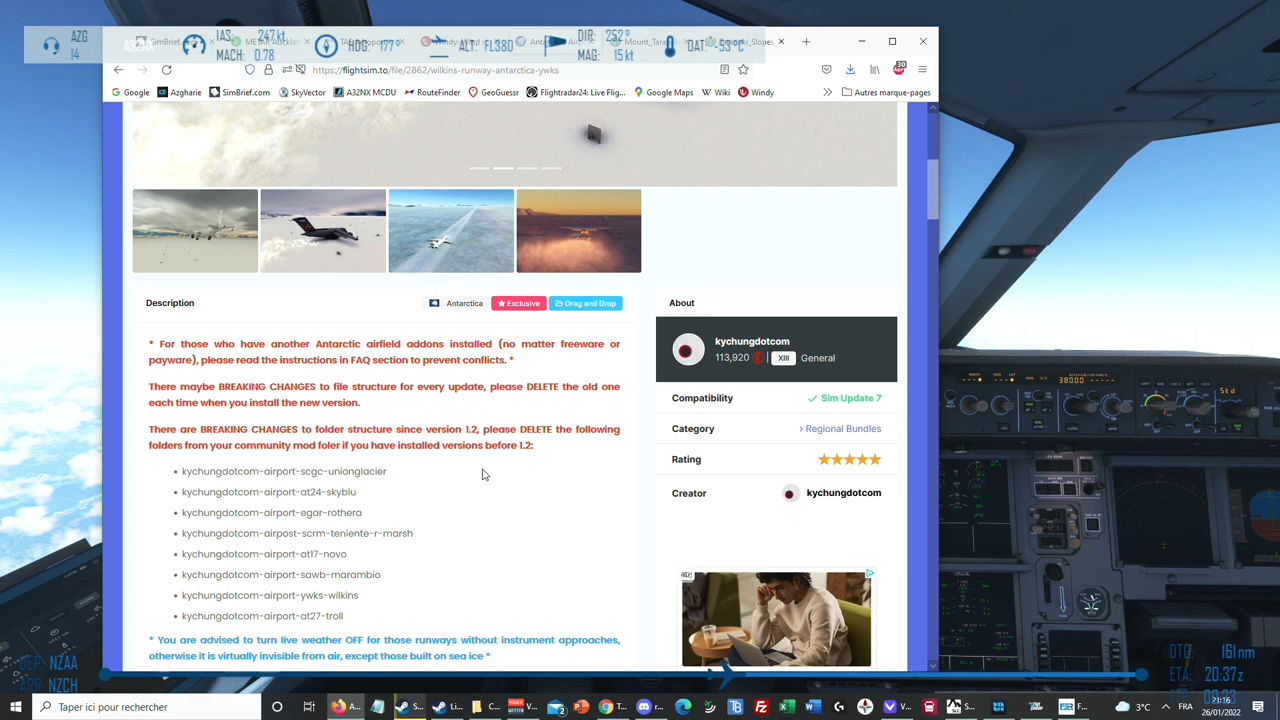 AZG
14
IAS: 247 kt
MACH: 0.78
HDG: 177°
ALT: FL380
DIR: 252°
MAG: 15 kt
OAT: -53°C
https://flightsim.to/file/2862/wilkins-runway-antarctica-ywks
30
Google
Azgharie
SimBrief.com
SkyVector
A32NX MCDU
RouteFinder
GeoGuessr
Flightradar24: Live Flig...
Google Maps
Wiki
Windy
Autres marque-pages
Description
Antarctica
Exclusive
Drag and Drop
* For those who have another Antarctic airfield addons installed (no matter freeware or
payware), please read the instructions in FAQ section to prevent conflicts. *
There maybe BREAKING CHANGES to file structure for every update, please DELETE the old one
each time when you install the new version.
There are BREAKING CHANGES to folder structure since version 1.2, please DELETE the following
folders from your community mod foler if you have installed versions before 1.2:
• kychungdotcom-airport-scgc-unionglacier
• kychungdotcom-airport-at24-skyblu
• kychungdotcom-airport-egar-rothera
• kychungdotcom-airpost-scrm-teniente-r-marsh
• kychungdotcom-airport-at17-novo
• kychungdotcom-airport-sawb-marambio
• kychungdotcom-airport-ywks-wilkins
• kychungdotcom-airport-at27-troll
* You are advised to turn live weather OFF for those runways without instrument approaches,
otherwise it is virtually invisible from air, except those built on sea ice *
About
kychungdotcom
113,920 | XIII General
Compatibility
Sim Update 7
Category
› Regional Bundles
Rating
Creator
kychungdotcom
38000
Std
DEP: NZAA
ARR: NZCH
DTG: 161nm
ETA: 20:37z
Taper ici pour rechercher
3°C
FRA
26/01/2022